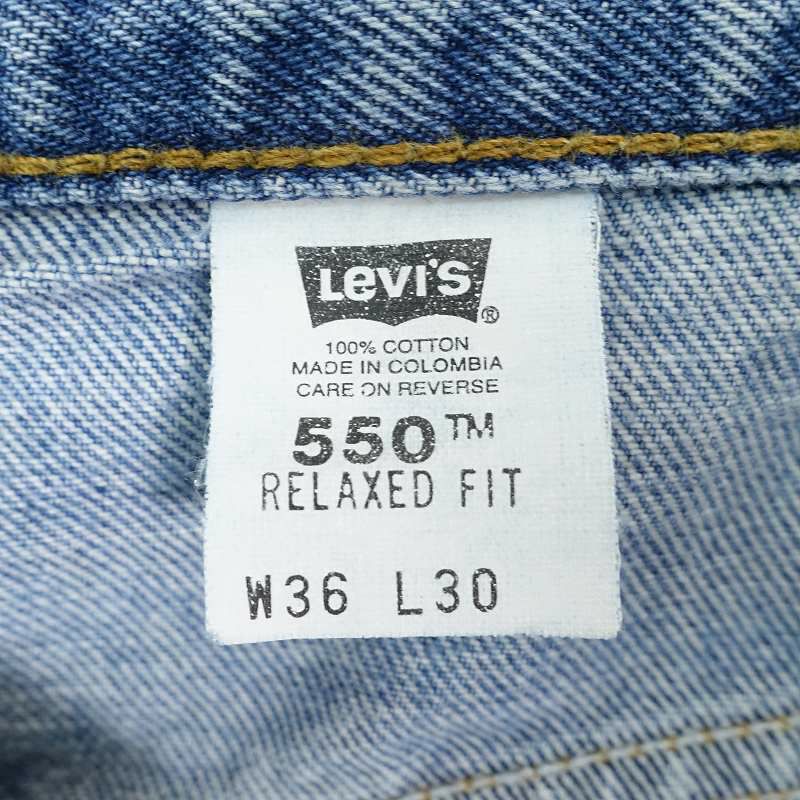 LEVI'S®
100% COTTON
MADE IN COLOMBIA
CARE ON REVERSE
550™
RELAXED FIT
W36 L30